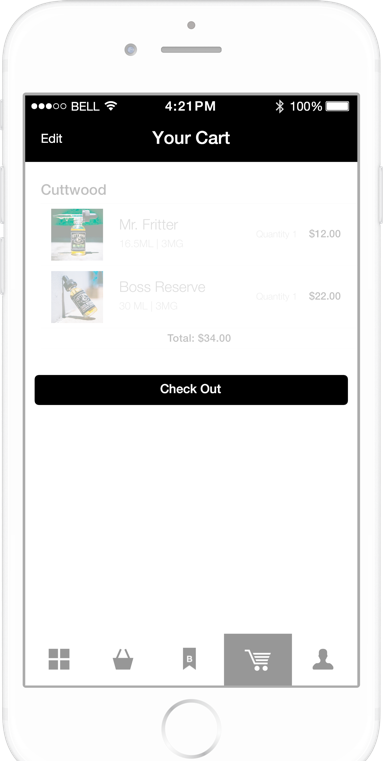 BELL 4:21PM 100%
Edit Your Cart
Cuttwood
Mr. Fritter
16.5ML | 3MG
Quantity 1 $12.00
Boss Reserve
30 ML | 3MG
Quantity 1 $22.00
Total: $34.00
Check Out
B